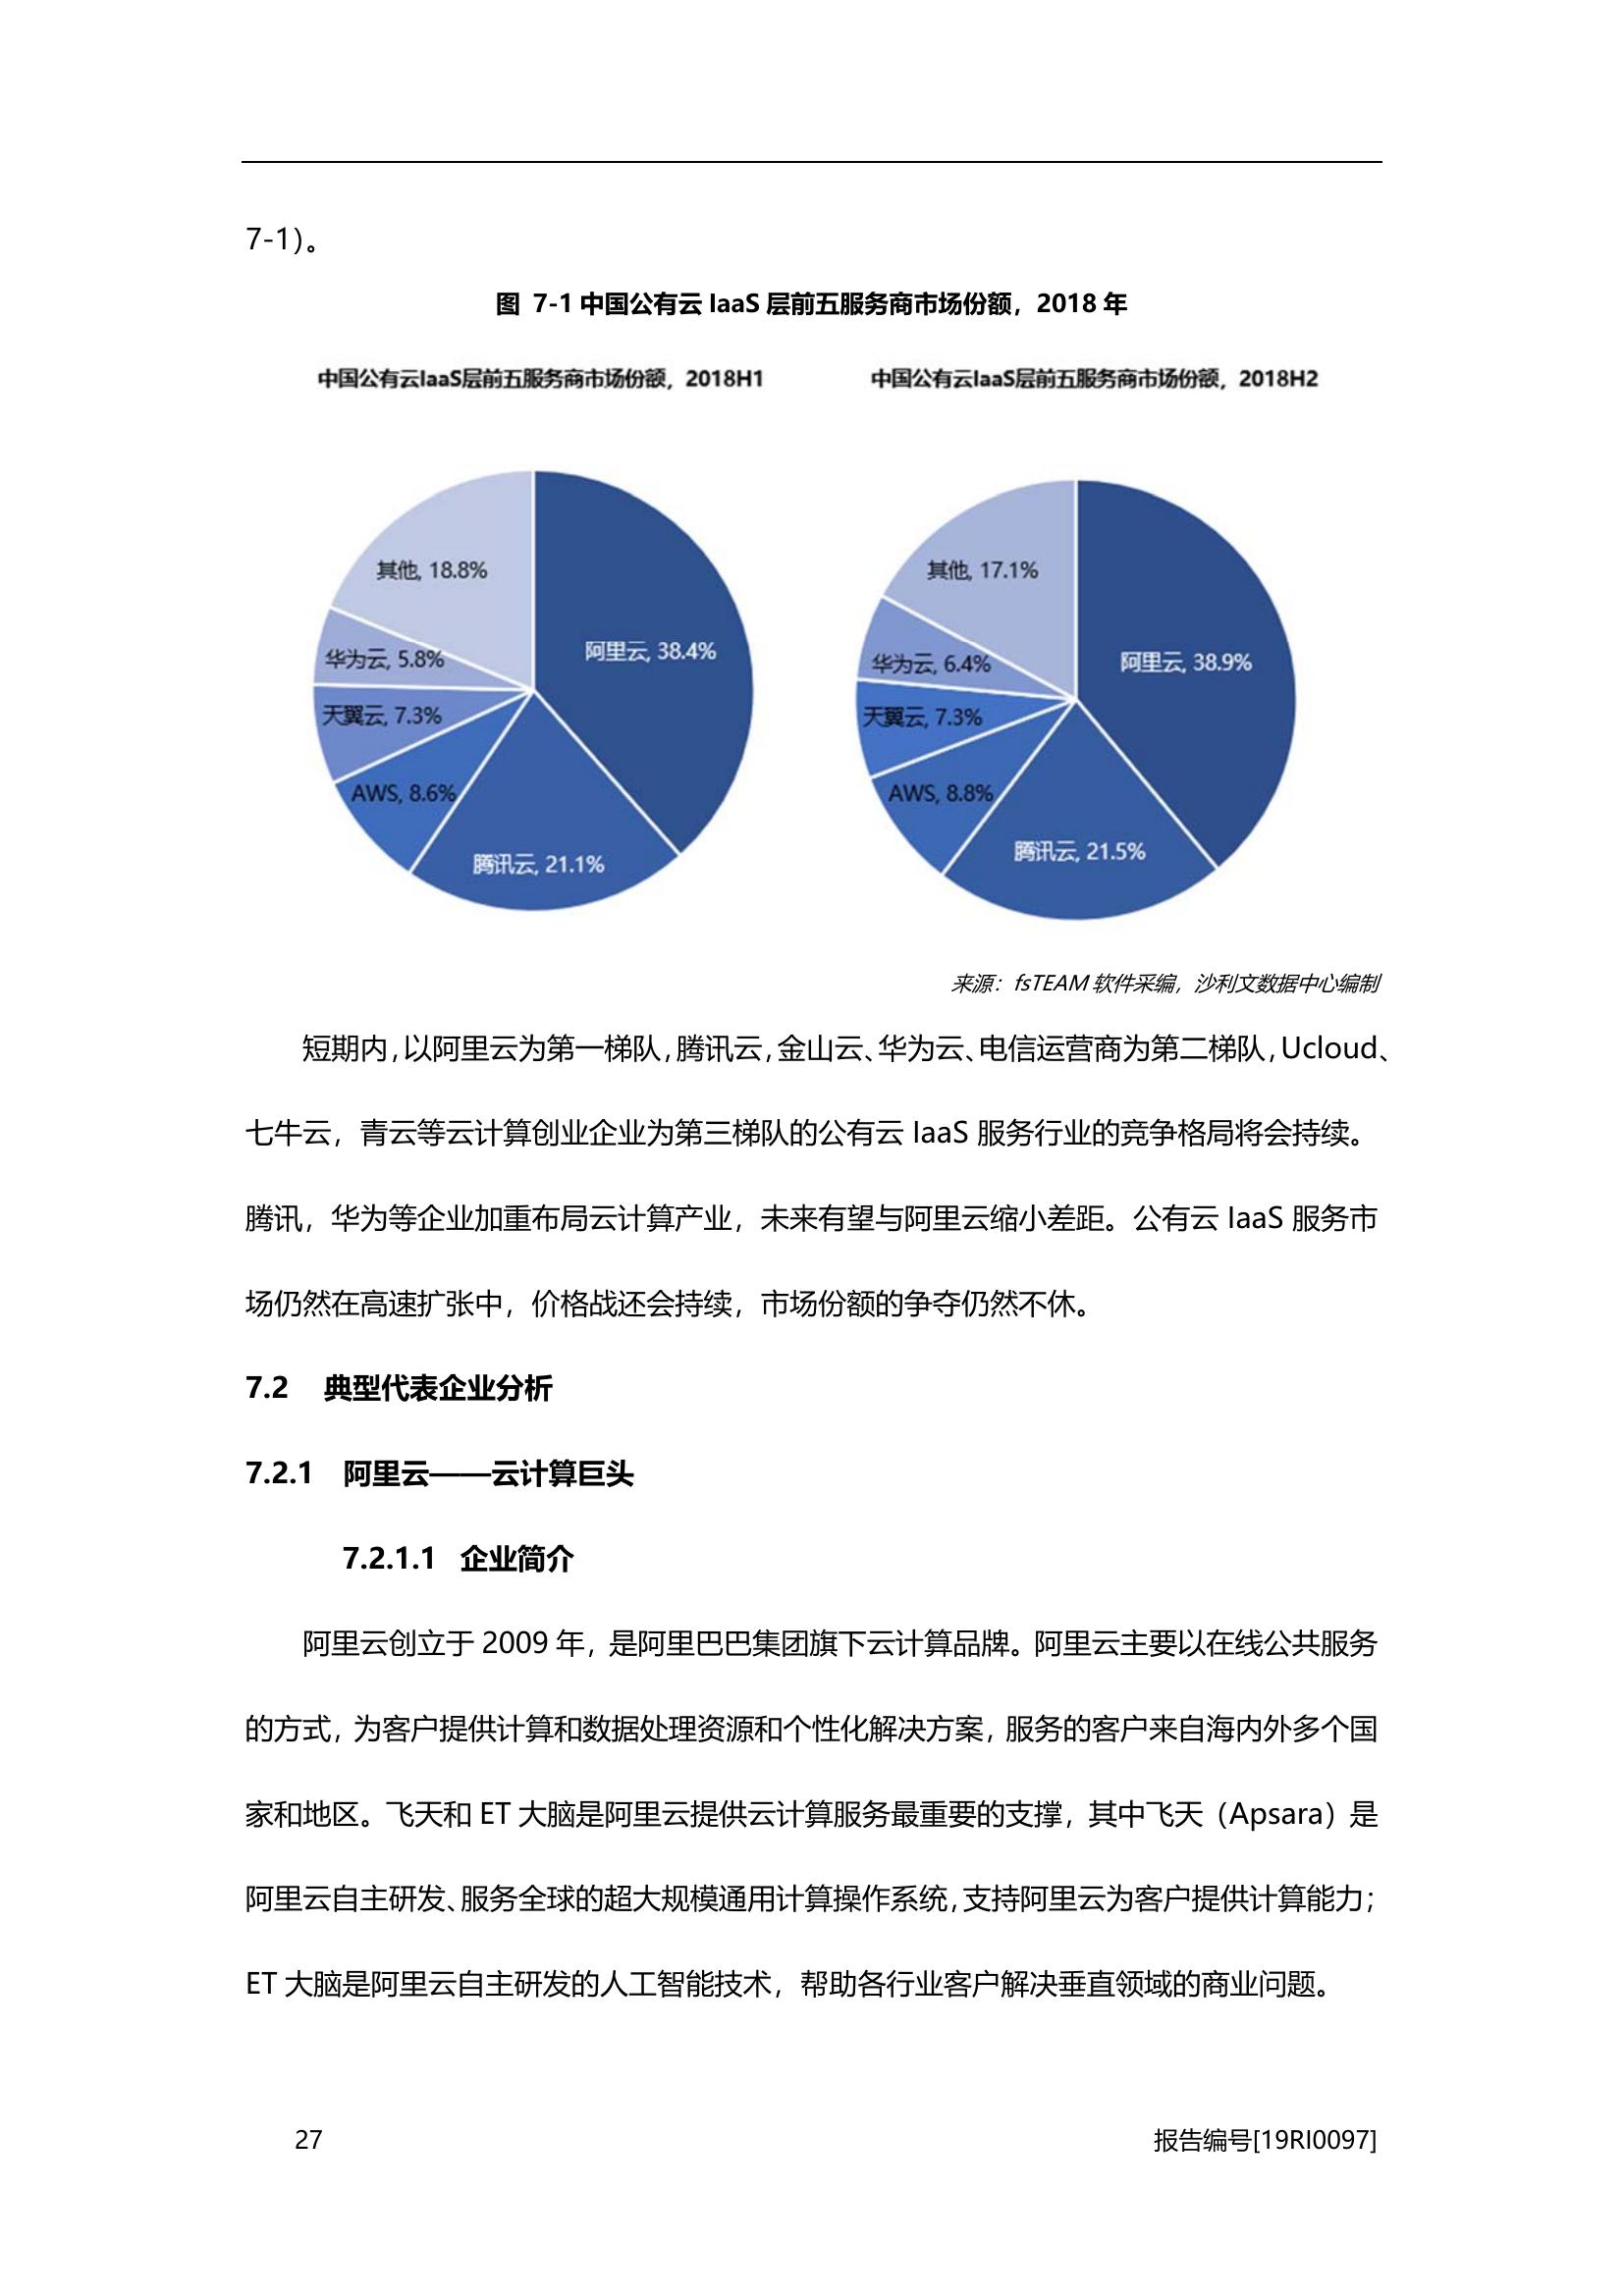 7-1)。
图 7-1 中国公有云 IaaS 层前五服务商市场份额，2018 年
中国公有云IaaS层前五服务商市场份额，2018H1
中国公有云IaaS层前五服务商市场份额，2018H2
其他, 18.8%
华为云, 5.8%
天翼云, 7.3%
AWS, 8.6%
腾讯云, 21.1%
阿里云, 38.4%
其他, 17.1%
华为云, 6.4%
天翼云, 7.3%
AWS, 8.8%
腾讯云, 21.5%
阿里云, 38.9%
来源：fsTEAM 软件采编，沙利文数据中心编制
短期内，以阿里云为第一梯队，腾讯云，金山云、华为云、电信运营商为第二梯队，Ucloud、
七牛云，青云等云计算创业企业为第三梯队的公有云 IaaS 服务行业的竞争格局将会持续。
腾讯，华为等企业加重布局云计算产业，未来有望与阿里云缩小差距。公有云 IaaS 服务市
场仍然在高速扩张中，价格战还会持续，市场份额的争夺仍然不休。
7.2 典型代表企业分析
7.2.1 阿里云——云计算巨头
7.2.1.1 企业简介
阿里云创立于 2009 年，是阿里巴巴集团旗下云计算品牌。阿里云主要以在线公共服务
的方式，为客户提供计算和数据处理资源和个性化解决方案，服务的客户来自海内外多个国
家和地区。飞天和 ET 大脑是阿里云提供云计算服务最重要的支撑，其中飞天（Apsara）是
阿里云自主研发、服务全球的超大规模通用计算操作系统，支持阿里云为客户提供计算能力；
ET 大脑是阿里云自主研发的人工智能技术，帮助各行业客户解决垂直领域的商业问题。
27
报告编号[19RI0097]